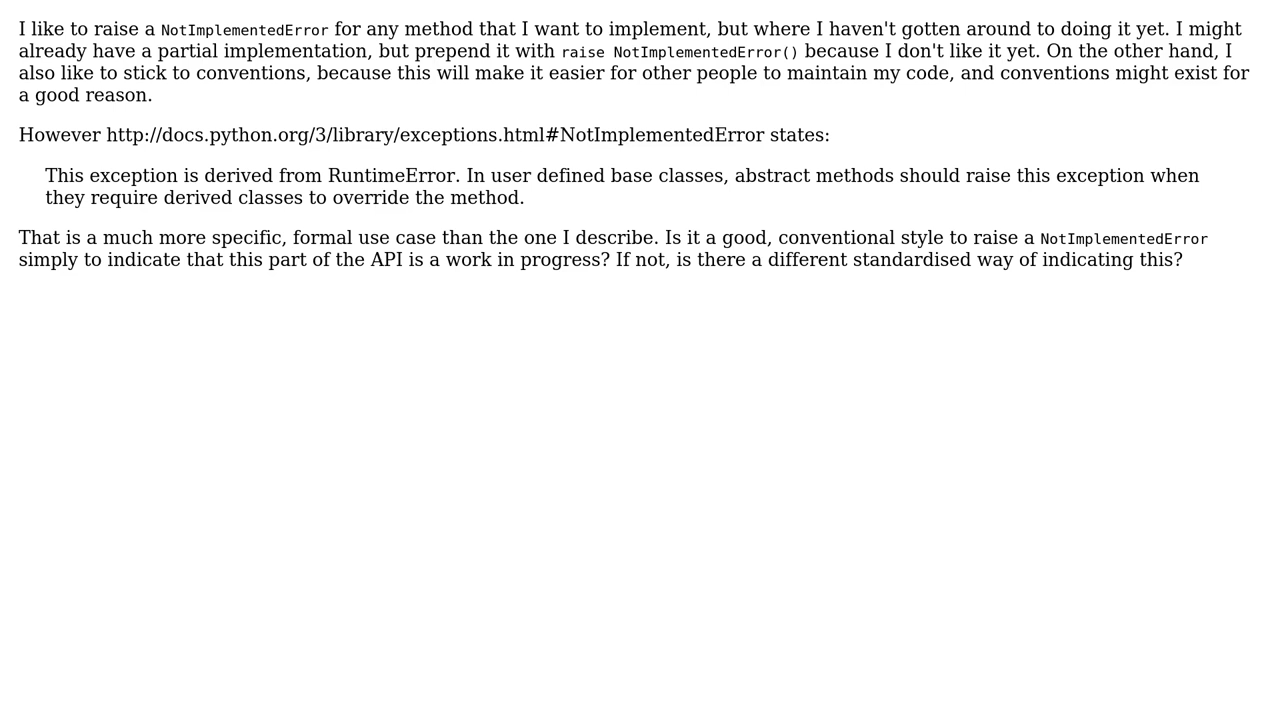 I like to raise a NotImplementedError for any method that I want to implement, but where I haven't gotten around to doing it yet. I might
already have a partial implementation, but prepend it with raise NotImplementedError() because I don't like it yet. On the other hand, I
also like to stick to conventions, because this will make it easier for other people to maintain my code, and conventions might exist for
a good reason.
However http://docs.python.org/3/library/exceptions.html#NotImplementedError states:
This exception is derived from RuntimeError. In user defined base classes, abstract methods should raise this exception when
they require derived classes to override the method.
That is a much more specific, formal use case than the one I describe. Is it a good, conventional style to raise a NotImplementedError
simply to indicate that this part of the API is a work in progress? If not, is there a different standardised way of indicating this?